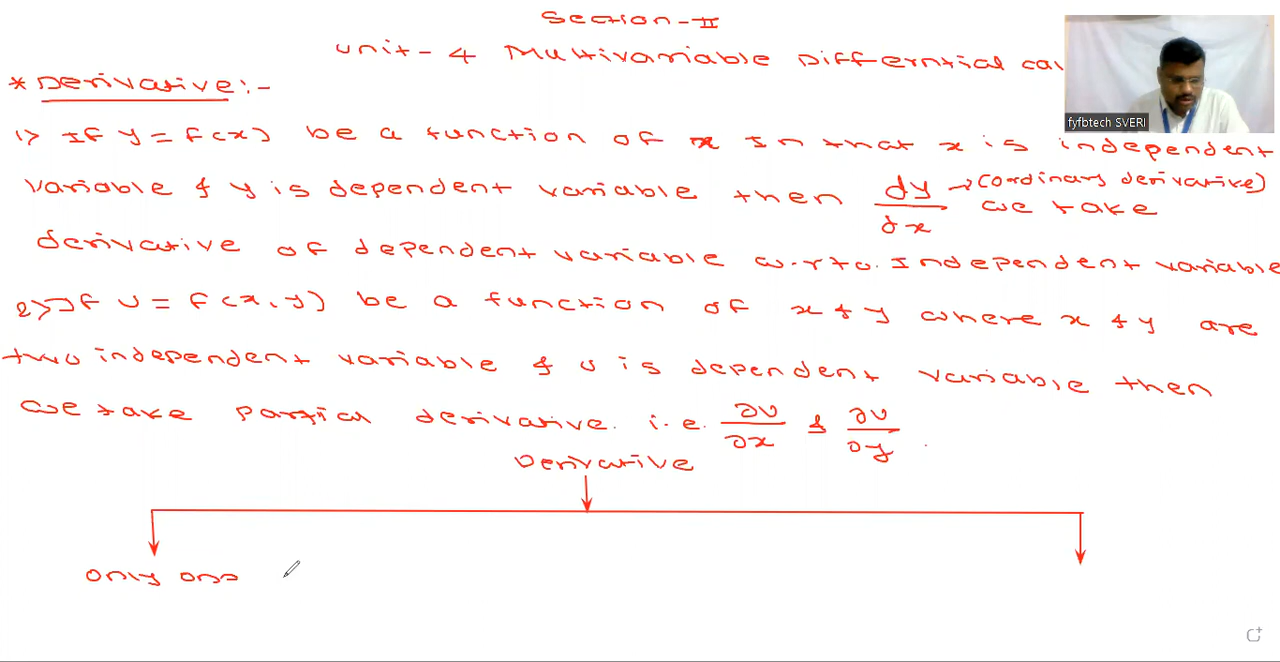 Section-II
Unit-4 Multivariable Differntial cal
* Derivative:-
1> If y = f(x) be a function of x In that x is independent
variable & y is dependent variable then dy/dx →(ordinary derivative) we take
derivative of dependent variable w.r.to. Independent variable
2> If u = f(x,y) be a function of x & y where x & y are
two independent variable & u is dependent variable then
we take partial derivative. i.e. ∂u/∂x & ∂u/∂y.
Derivative
only one
fyfbtech SVERI